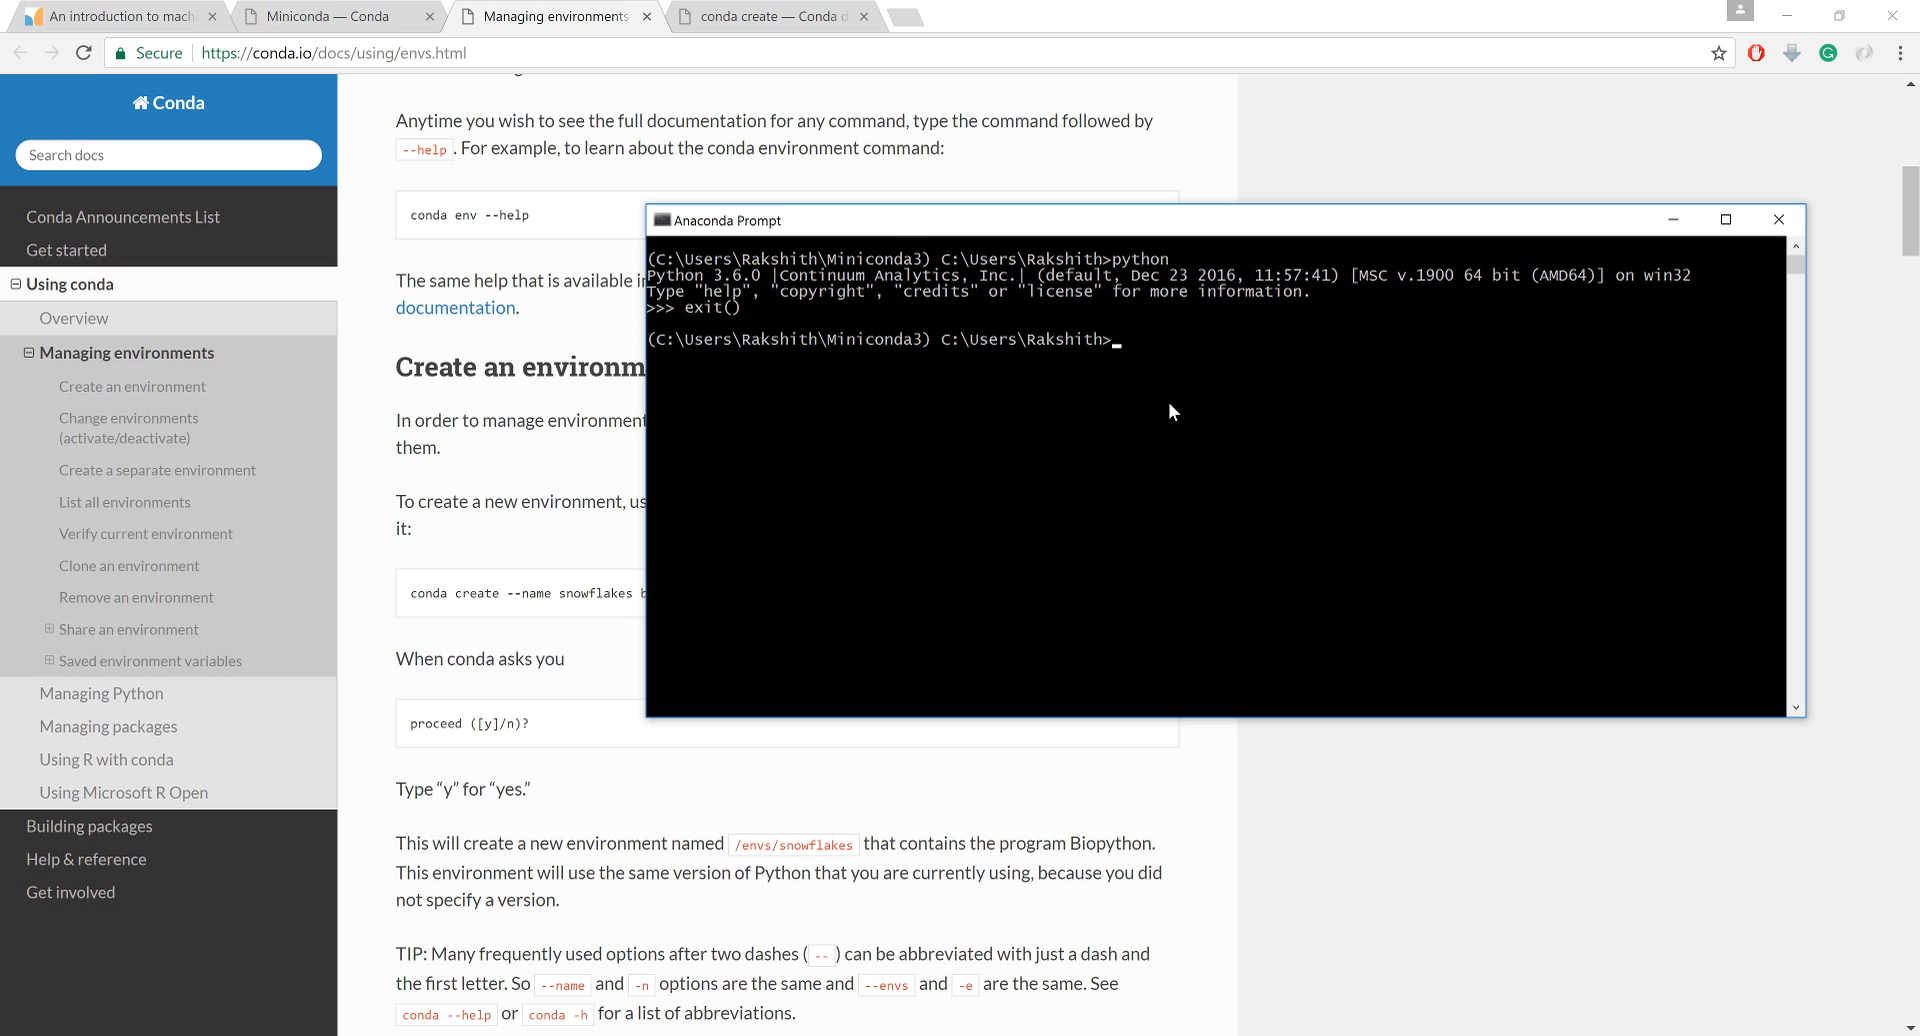 An introduction to machi
Miniconda — Conda
Managing environments
conda create — Conda d
Secure
https://conda.io/docs/using/envs.html
Conda
Search docs
Conda Announcements List
Get started
Using conda
Overview
Managing environments
Create an environment
Change environments
(activate/deactivate)
Create a separate environment
List all environments
Verify current environment
Clone an environment
Remove an environment
Share an environment
Saved environment variables
Managing Python
Managing packages
Using R with conda
Using Microsoft R Open
Building packages
Help & reference
Get involved
Anytime you wish to see the full documentation for any command, type the command followed by
--help . For example, to learn about the conda environment command:
conda env --help
The same help that is available i
documentation.
Create an environm
In order to manage environment
them.
To create a new environment, us
it:
conda create --name snowflakes b
When conda asks you
proceed ([y]/n)?
Type “y” for “yes.”
This will create a new environment named /envs/snowflakes that contains the program Biopython.
This environment will use the same version of Python that you are currently using, because you did
not specify a version.
TIP: Many frequently used options after two dashes ( -- ) can be abbreviated with just a dash and
the first letter. So --name and -n options are the same and --envs and -e are the same. See
conda --help or conda -h for a list of abbreviations.
Anaconda Prompt
(C:\Users\Rakshith\Miniconda3) C:\Users\Rakshith>python
Python 3.6.0 |Continuum Analytics, Inc.| (default, Dec 23 2016, 11:57:41) [MSC v.1900 64 bit (AMD64)] on win32
Type "help", "copyright", "credits" or "license" for more information.
>>> exit()
(C:\Users\Rakshith\Miniconda3) C:\Users\Rakshith>_